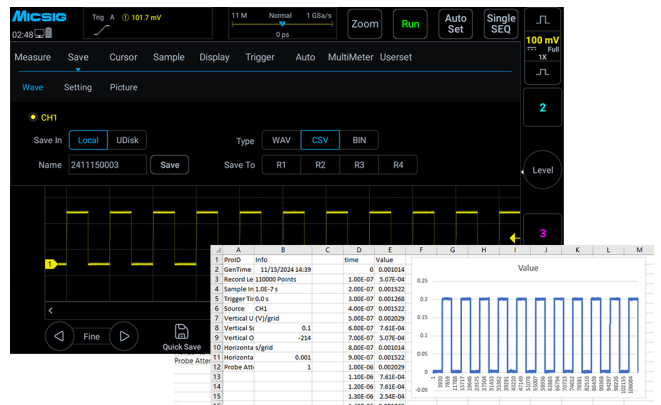 Micsig
Trig A ① 101.7 mV
11 M Normal 1 GSa/s
0 ps
Zoom
Run
Auto Set
Single SEQ
02:48
100 mV
Full
1X
Measure Save Cursor Sample Display Trigger Auto MultiMeter Userset
Wave Setting Picture
CH1
Save In Local UDisk Type WAV CSV BIN
Name 2411150003 Save Save To R1 R2 R3 R4
2
Level
3
1
Fine
Quick Save
Probe Atte
A B C D E F G H I J K L M
1 ProID Info time Value
2 GenTime 11/15/2024 14:39 0 0.001014
3 Record Le 110000 Points 1.00E-07 5.07E-04
4 Sample In 1.0E-7 s 2.00E-07 0.001522
5 Trigger Tir 0.0 s 3.00E-07 0.001268
6 Source CH1 4.00E-07 0.001522
7 Vertical U (V)/grid 5.00E-07 0.002029
8 Vertical Sc 0.1 6.00E-07 7.61E-04
9 Vertical O -214 7.00E-07 5.07E-04
10 Horizonta s/grid 8.00E-07 0.001014
11 Horizonta 0.001 9.00E-07 0.001522
12 Probe Atte 1 1.00E-06 0.002029
13 1.10E-06 7.61E-04
14 1.20E-06 7.61E-04
15 1.30E-06 2.54E-04
Value
0.25
0.2
0.15
0.1
0.05
0
-0.05